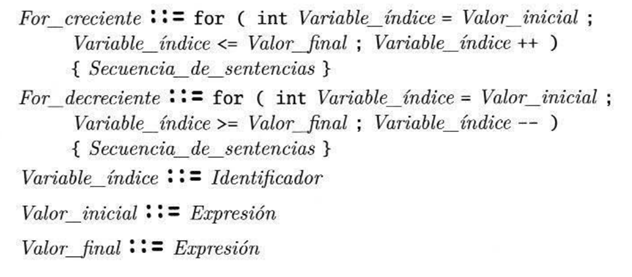 For_creciente ::= for ( int Variable_índice = Valor_inicial ;
Variable_índice <= Valor_final ; Variable_índice ++ )
{ Secuencia_de_sentencias }
For_decreciente ::= for ( int Variable_índice = Valor_inicial ;
Variable_índice >= Valor_final ; Variable_índice -- )
{ Secuencia_de_sentencias }
Variable_índice ::= Identificador
Valor_inicial ::= Expresión
Valor_final ::= Expresión